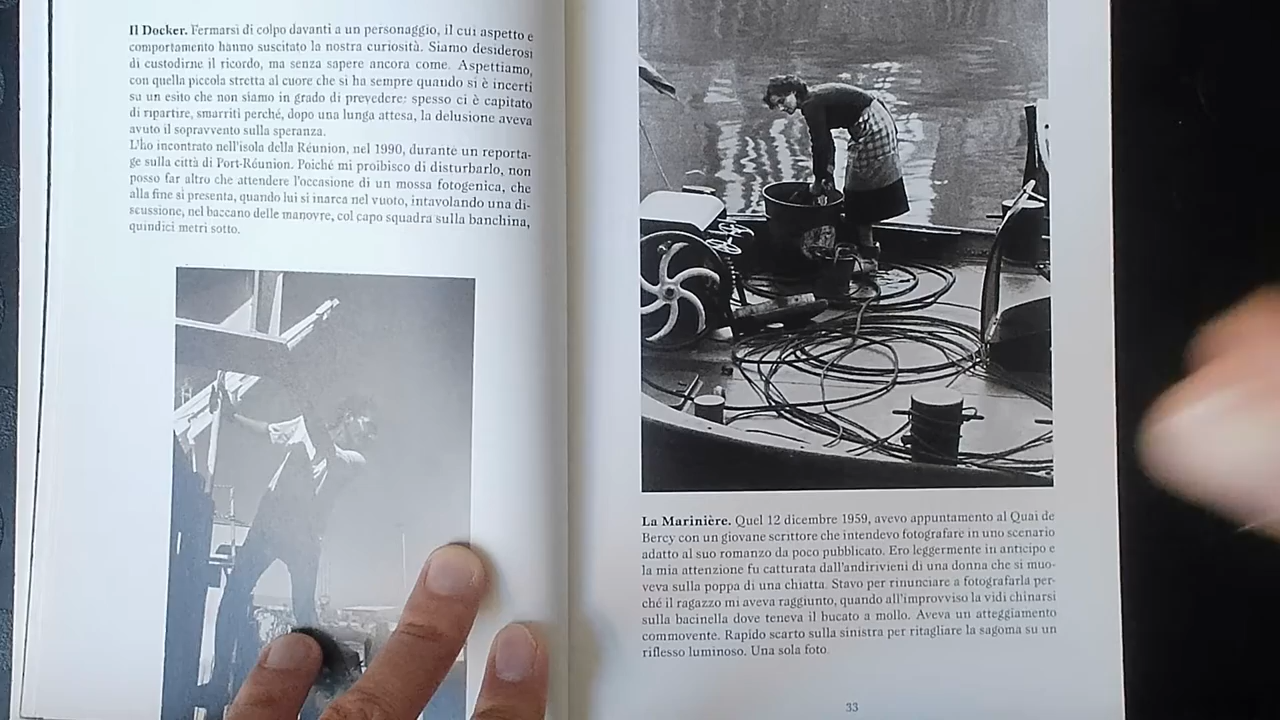 Il Docker. Fermarsi di colpo davanti a un personaggio, il cui aspetto e
comportamento hanno suscitato la nostra curiosità. Siamo desiderosi
di custodirne il ricordo, ma senza sapere ancora come. Aspettiamo,
con quella piccola stretta al cuore che si ha sempre quando si è incerti
su un esito che non siamo in grado di prevedere: spesso ci è capitato
di ripartire, smarriti perché, dopo una lunga attesa, la delusione aveva
avuto il sopravvento sulla speranza.
L'ho incontrato nell'isola della Réunion, nel 1990, durante un reporta-
ge sulla città di Port-Réunion. Poiché mi proibisco di disturbarlo, non
posso far altro che attendere l'occasione di un mossa fotogenica, che
alla fine si presenta, quando lui si inarca nel vuoto, intavolando una di-
scussione, nel baccano delle manovre, col capo squadra sulla banchina,
quindici metri sotto.
La Marinière. Quel 12 dicembre 1959, avevo appuntamento al Quai de
Bercy con un giovane scrittore che intendevo fotografare in uno scenario
adatto al suo romanzo da poco pubblicato. Ero leggermente in anticipo e
la mia attenzione fu catturata dall'andirivieni di una donna che si muo-
veva sulla poppa di una chiatta. Stavo per rinunciare a fotografarla per-
ché il ragazzo mi aveva raggiunto, quando all'improvviso la vidi chinarsi
sulla bacinella dove teneva il bucato a mollo. Aveva un atteggiamento
commovente. Rapido scarto sulla sinistra per ritagliare la sagoma su un
riflesso luminoso. Una sola foto.
33